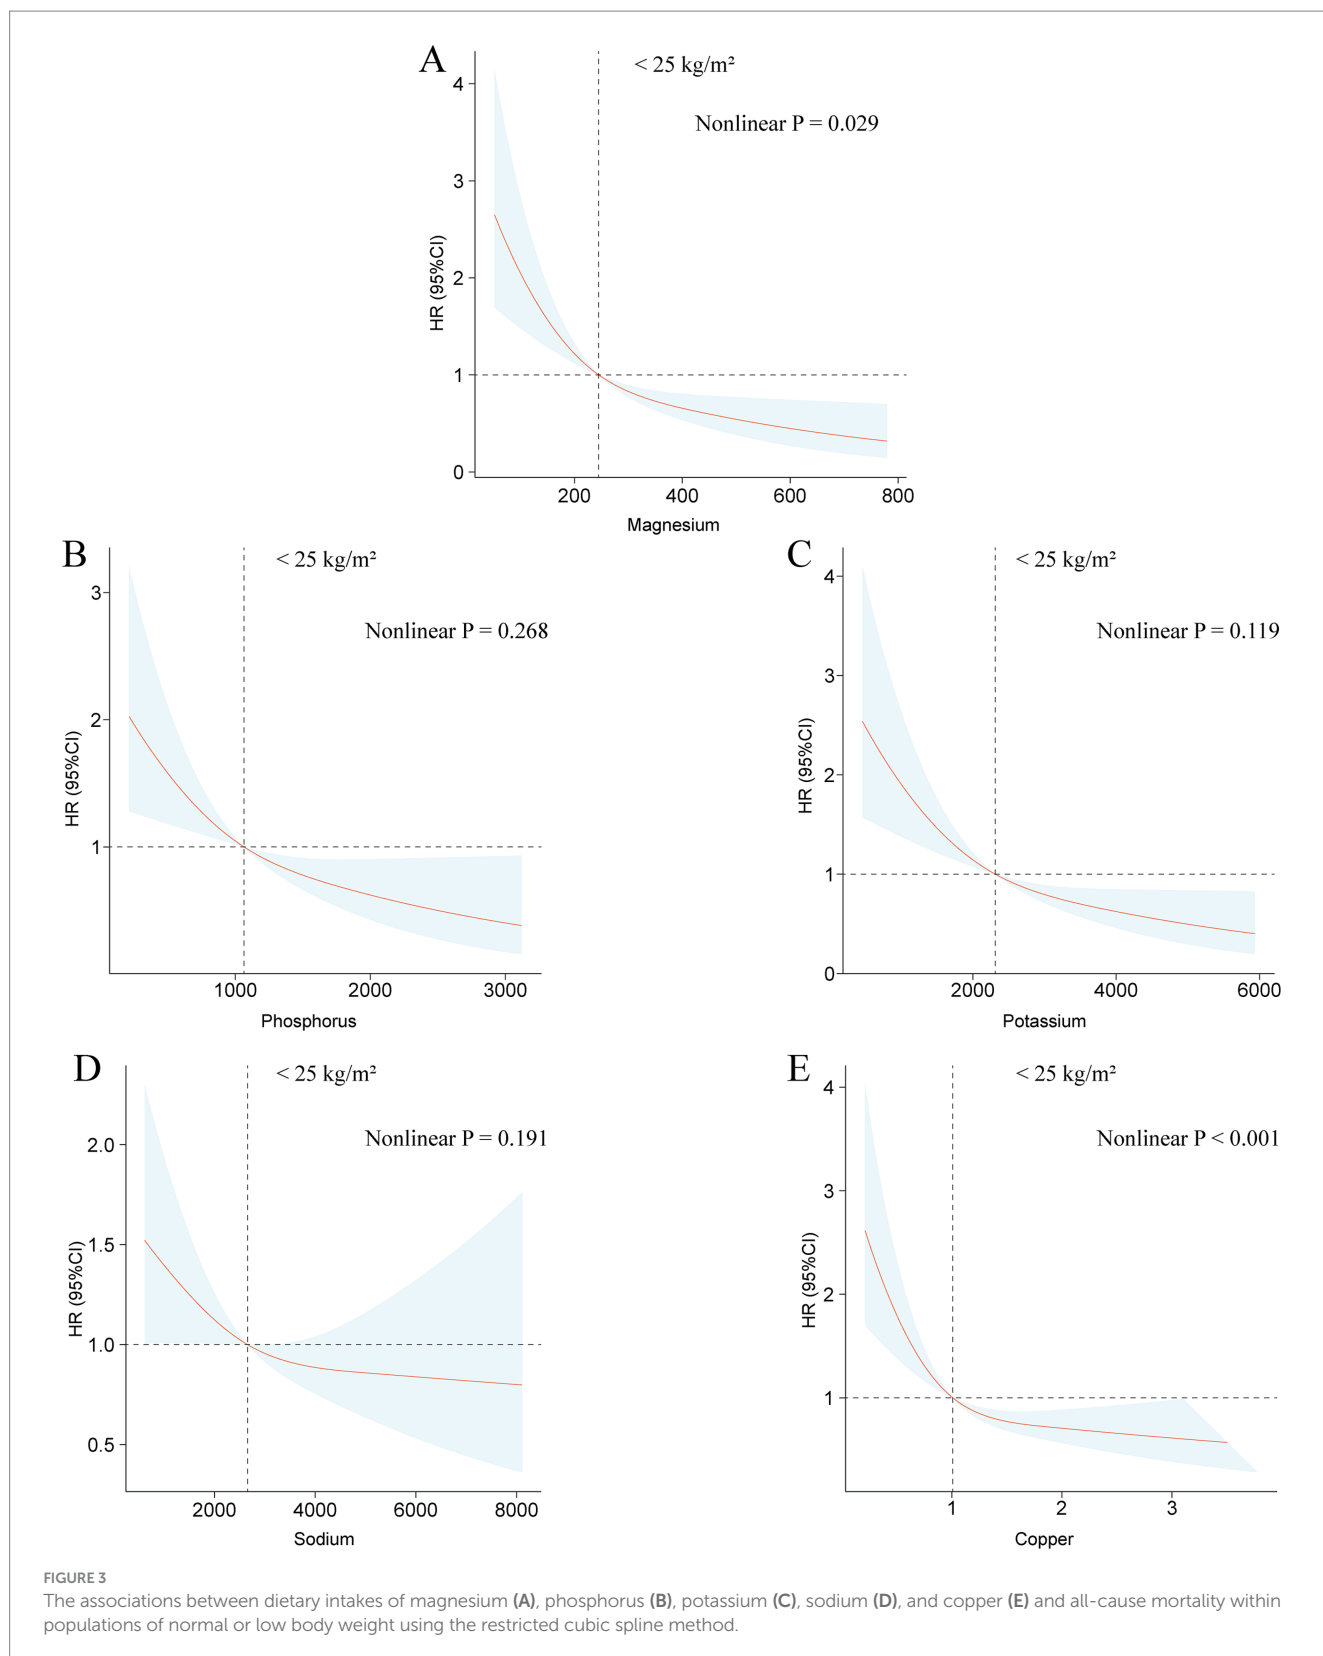 A
< 25 kg/m²
Nonlinear P = 0.029
4
3
2
1
0
HR (95%CI)
200 400 600 800
Magnesium
B
< 25 kg/m²
Nonlinear P = 0.268
3
2
1
HR (95%CI)
1000 2000 3000
Phosphorus
C
< 25 kg/m²
Nonlinear P = 0.119
4
3
2
1
0
HR (95%CI)
2000 4000 6000
Potassium
D
< 25 kg/m²
Nonlinear P = 0.191
2.0
1.5
1.0
0.5
HR (95%CI)
2000 4000 6000 8000
Sodium
E
< 25 kg/m²
Nonlinear P < 0.001
4
3
2
1
HR (95%CI)
1 2 3
Copper
FIGURE 3
The associations between dietary intakes of magnesium (A), phosphorus (B), potassium (C), sodium (D), and copper (E) and all-cause mortality within
populations of normal or low body weight using the restricted cubic spline method.